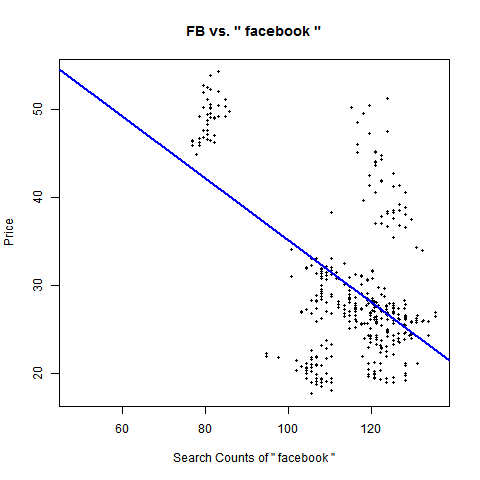 FB vs. " facebook "
50
40
30
20
Price
60 80 100 120
Search Counts of " facebook "